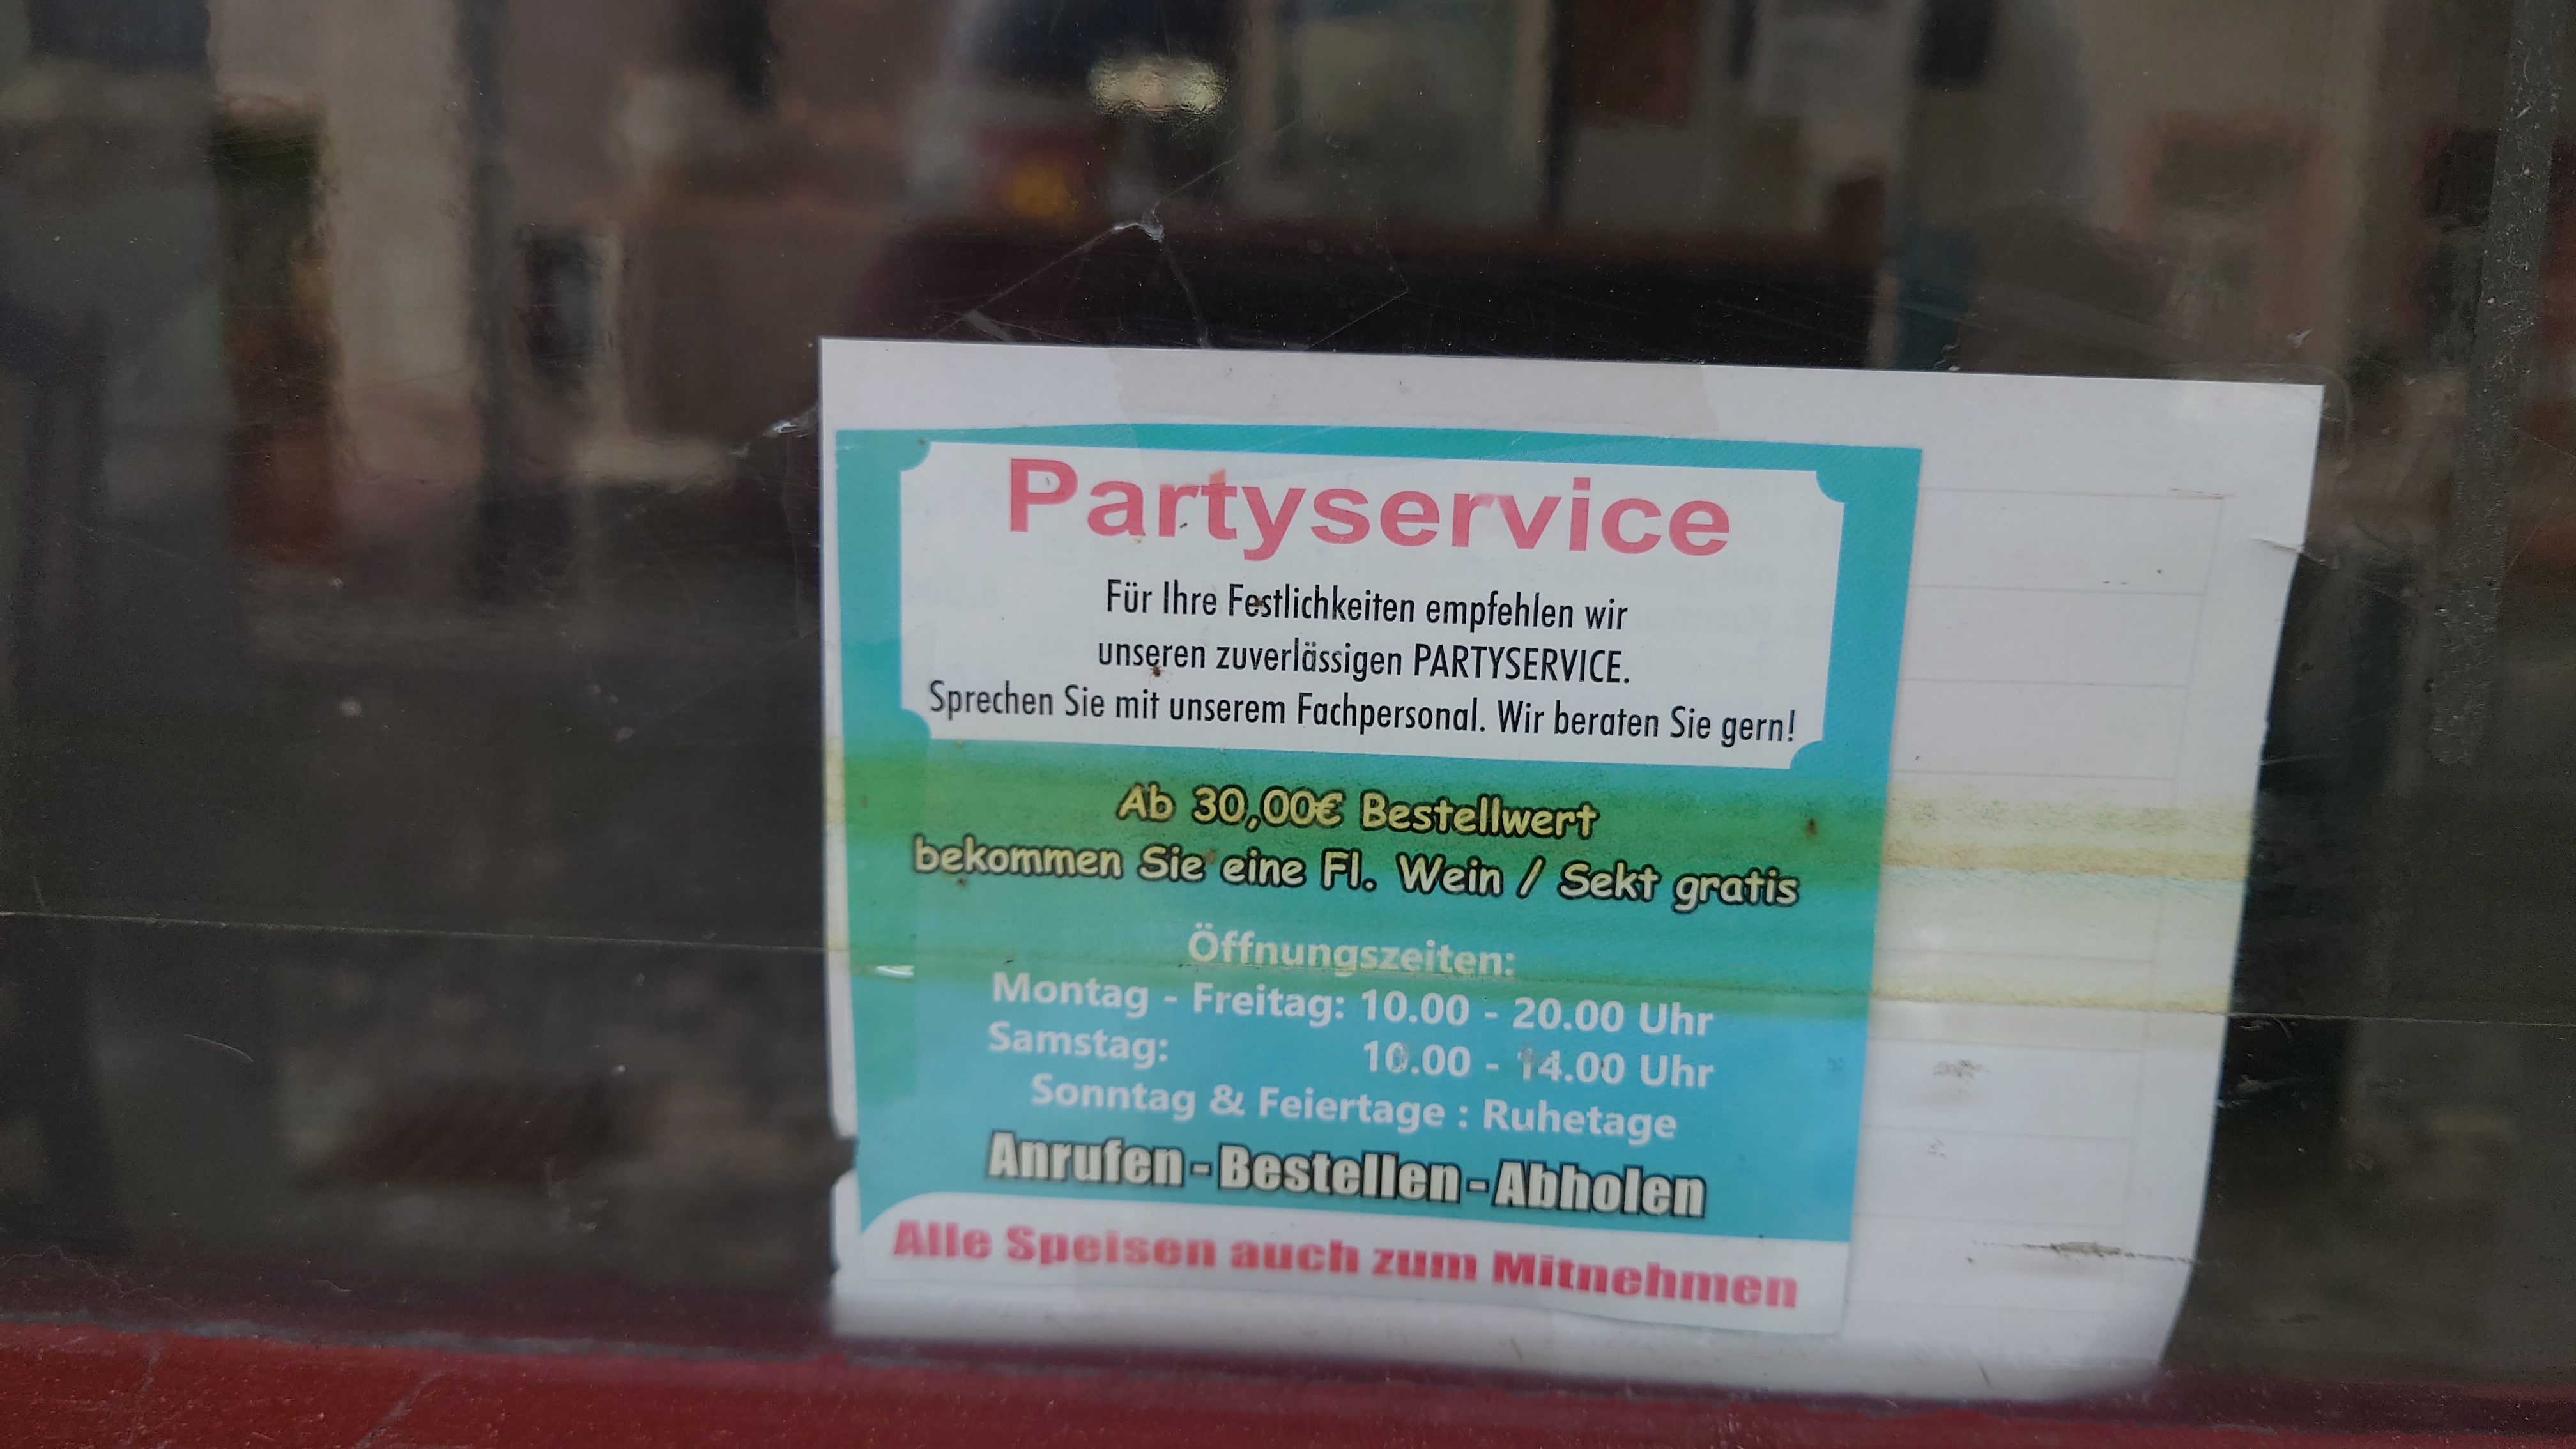 Partyservice
Für Ihre Festlichkeiten empfehlen wir
unseren zuverlässigen PARTYSERVICE.
Sprechen Sie mit unserem Fachpersonal. Wir beraten Sie gern!
Ab 30,00€ Bestellwert
bekommen Sie eine Fl. Wein / Sekt gratis
Öffnungszeiten:
Montag - Freitag: 10.00 - 20.00 Uhr
Samstag: 10.00 - 14.00 Uhr
Sonntag & Feiertage : Ruhetage
Anrufen - Bestellen - Abholen
Alle Speisen auch zum Mitnehmen